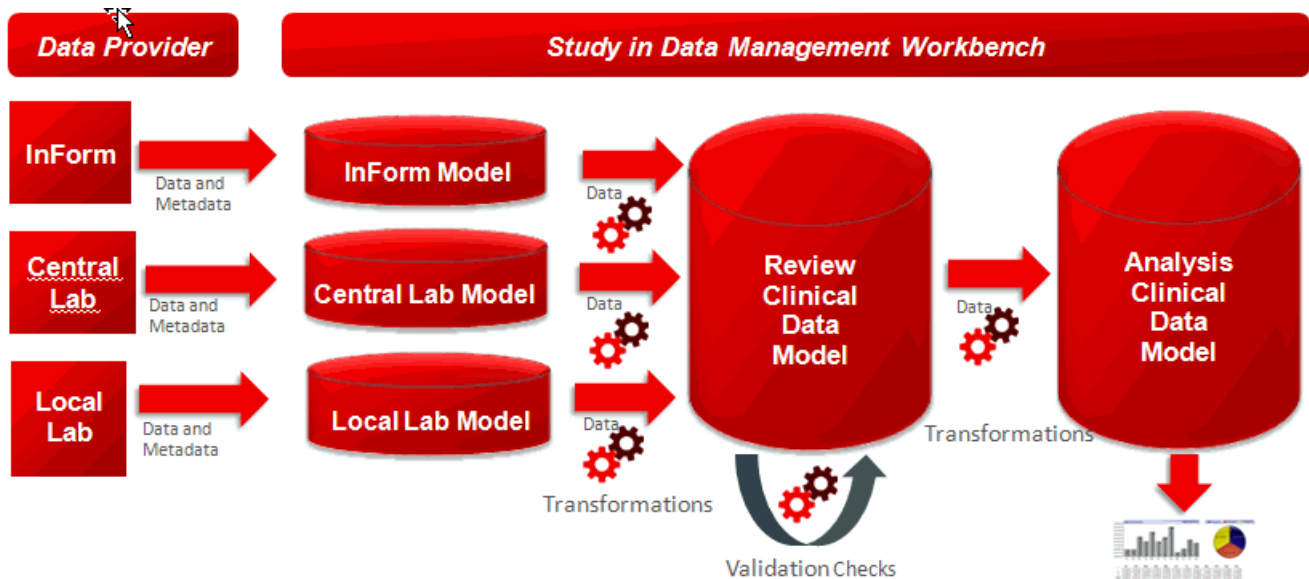 Data Provider
Study in Data Management Workbench
InForm
Data and
Metadata
InForm Model
Data
Central
Lab
Data and
Metadata
Central Lab Model
Data
Local
Lab
Data and
Metadata
Local Lab Model
Data
Transformations
Review
Clinical
Data
Model
Validation Checks
Data
Transformations
Analysis
Clinical
Data
Model